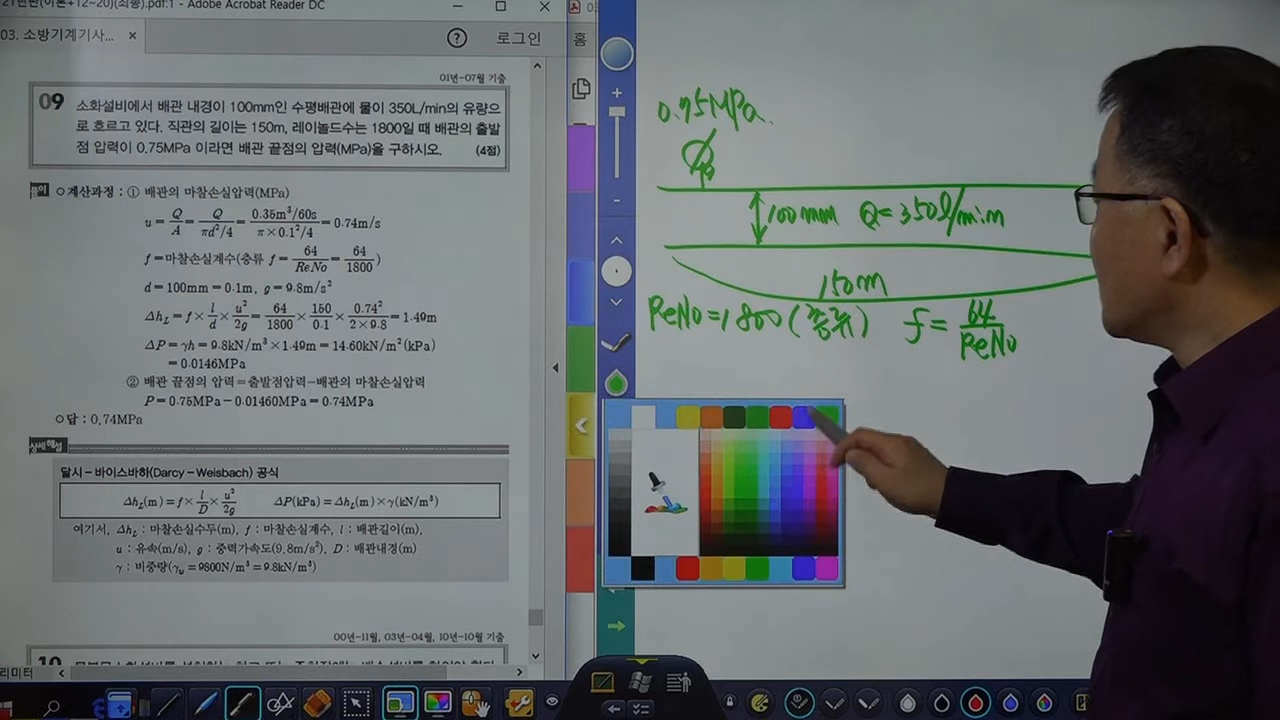 - Adobe Acrobat Reader DC
03. 소방기계기사... ×
로그인
홈
01년-07월 기출
09 소화설비에서 배관 내경이 100mm인 수평배관에 물이 350L/min의 유량으
로 흐르고 있다. 직관의 길이는 150m, 레이놀드수는 1800일 때 배관의 출발
점 압력이 0.75MPa 이라면 배관 끝점의 압력(MPa)을 구하시오. (4점)
○계산과정: ① 배관의 마찰손실압력(MPa)
u = Q/A = Q/πd²/4 = 0.35m³/60s / π×0.1²/4 = 0.74m/s
f = 마찰손실계수(층류 f = 64/ReNo = 64/1800)
d = 100mm = 0.1m, g = 9.8m/s²
Δh_L = f × l/d × u²/2g = 64/1800 × 150/0.1 × 0.74²/2×9.8 = 1.49m
ΔP = γh = 9.8kN/m³ × 1.49m = 14.60kN/m²(kPa)
= 0.0146MPa
② 배관 끝점의 압력 = 출발점압력 - 배관의 마찰손실압력
P = 0.75MPa - 0.01460MPa = 0.74MPa
○답: 0.74MPa
상세해설
달시-바이스바하(Darcy-Weisbach) 공식
Δh_L(m) = f × l/D × u²/2g ΔP(kPa) = Δh_L(m) × γ(kN/m³)
여기서, Δh_L : 마찰손실수두(m), f : 마찰손실계수, l : 배관길이(m),
u : 유속(m/s), g : 중력가속도(9.8m/s²), D : 배관내경(m)
γ : 비중량(γ_w = 9800N/m³ = 9.8kN/m³)
00년-11월, 03년-04월, 10년-10월 기출
10
리미터
0.75MPa.
100mm Q=350l/min
150m
ReNo=1800(층류) f = 64/ReNo